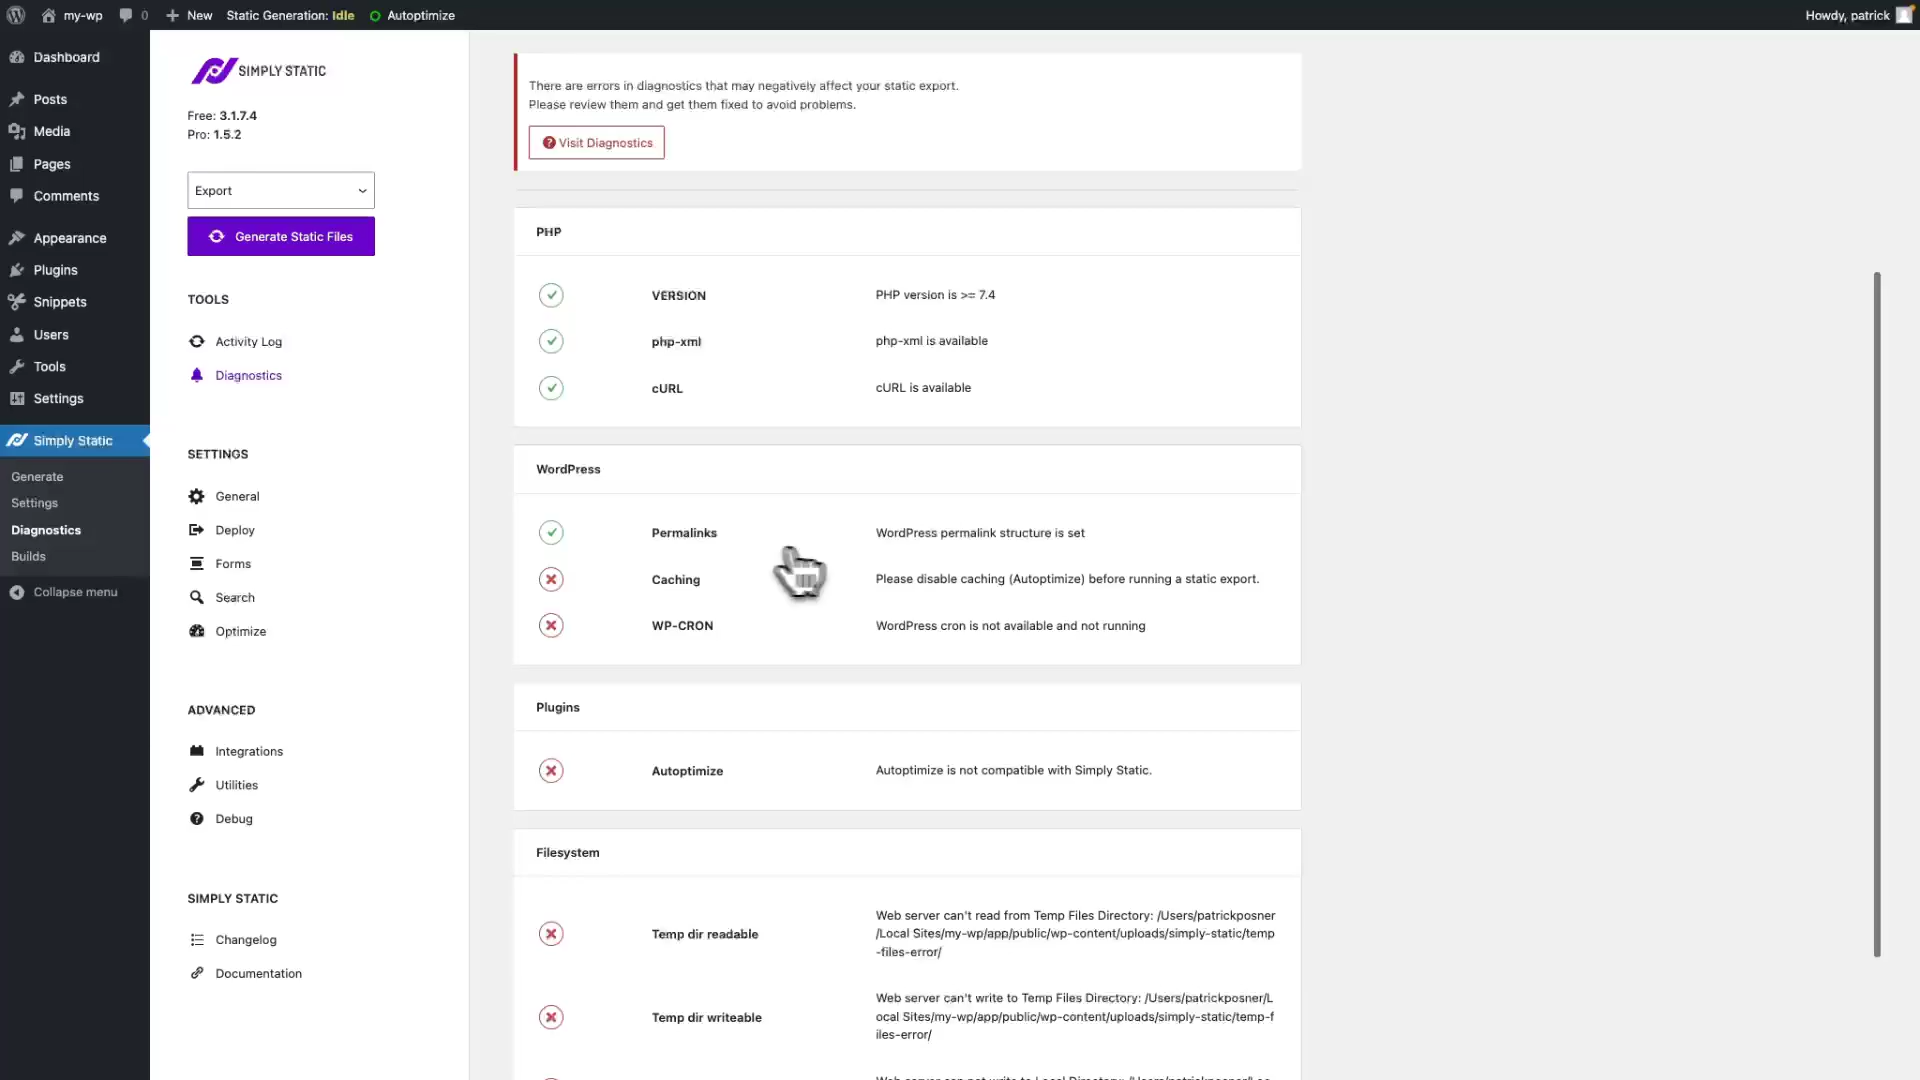 my-wp
0
New
Static Generation: Idle
Autoptimize
Howdy, patrick
Dashboard
Posts
Media
Pages
Comments
Appearance
Plugins
Snippets
Users
Tools
Settings
Simply Static
Generate
Settings
Diagnostics
Builds
Collapse menu
SIMPLY STATIC
Free: 3.1.7.4
Pro: 1.5.2
Export
Generate Static Files
TOOLS
Activity Log
Diagnostics
SETTINGS
General
Deploy
Forms
Search
Optimize
ADVANCED
Integrations
Utilities
Debug
SIMPLY STATIC
Changelog
Documentation
There are errors in diagnostics that may negatively affect your static export.
Please review them and get them fixed to avoid problems.
Visit Diagnostics
PHP
VERSION
PHP version is >= 7.4
php-xml
php-xml is available
cURL
cURL is available
WordPress
Permalinks
WordPress permalink structure is set
Caching
Please disable caching (Autoptimize) before running a static export.
WP-CRON
WordPress cron is not available and not running
Plugins
Autoptimize
Autoptimize is not compatible with Simply Static.
Filesystem
Temp dir readable
Web server can't read from Temp Files Directory: /Users/patrickposner
/Local Sites/my-wp/app/public/wp-content/uploads/simply-static/temp
-files-error/
Temp dir writeable
Web server can't write to Temp Files Directory: /Users/patrickposner/L
ocal Sites/my-wp/app/public/wp-content/uploads/simply-static/temp-f
iles-error/